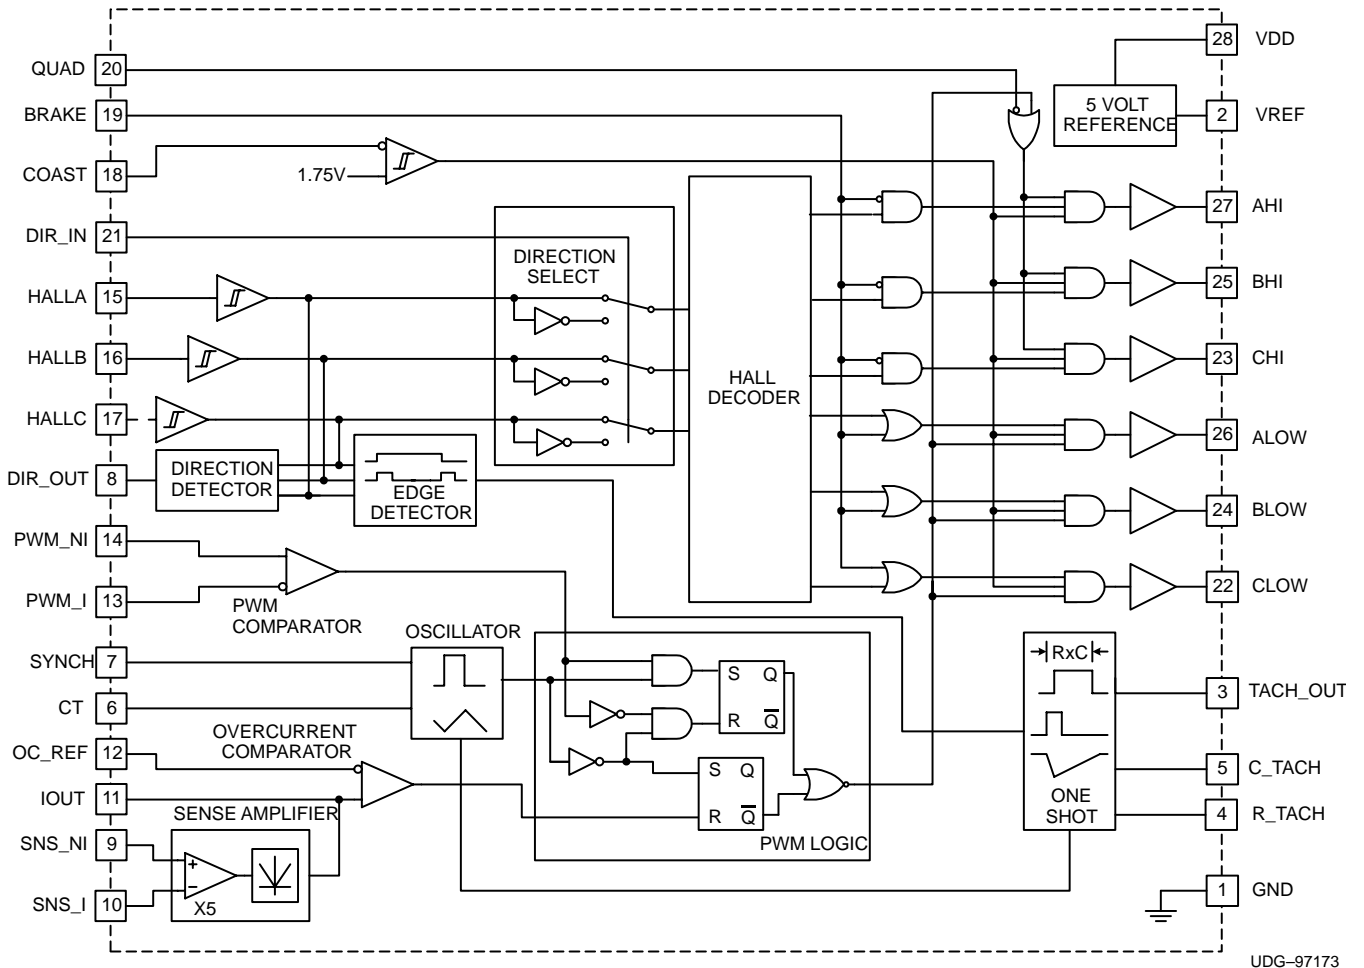 QUAD 20
BRAKE 19
COAST 18
1.75V
DIR_IN 21
HALLA 15
HALLB 16
HALLC 17
DIR_OUT 8
PWM_NI 14
PWM_I 13
SYNCH 7
CT 6
OC_REF 12
IOUT 11
SNS_NI 9
SNS_I 10
DIRECTION
SELECT
DIRECTION
DETECTOR
EDGE
DETECTOR
PWM
COMPARATOR
OSCILLATOR
OVERCURRENT
COMPARATOR
SENSE AMPLIFIER
+
−
X5
HALL
DECODER
S Q
R Q
S Q
R Q
PWM LOGIC
5 VOLT
REFERENCE
RxC
ONE
SHOT
28 VDD
2 VREF
27 AHI
25 BHI
23 CHI
26 ALOW
24 BLOW
22 CLOW
3 TACH_OUT
5 C_TACH
4 R_TACH
1 GND
UDG–97173